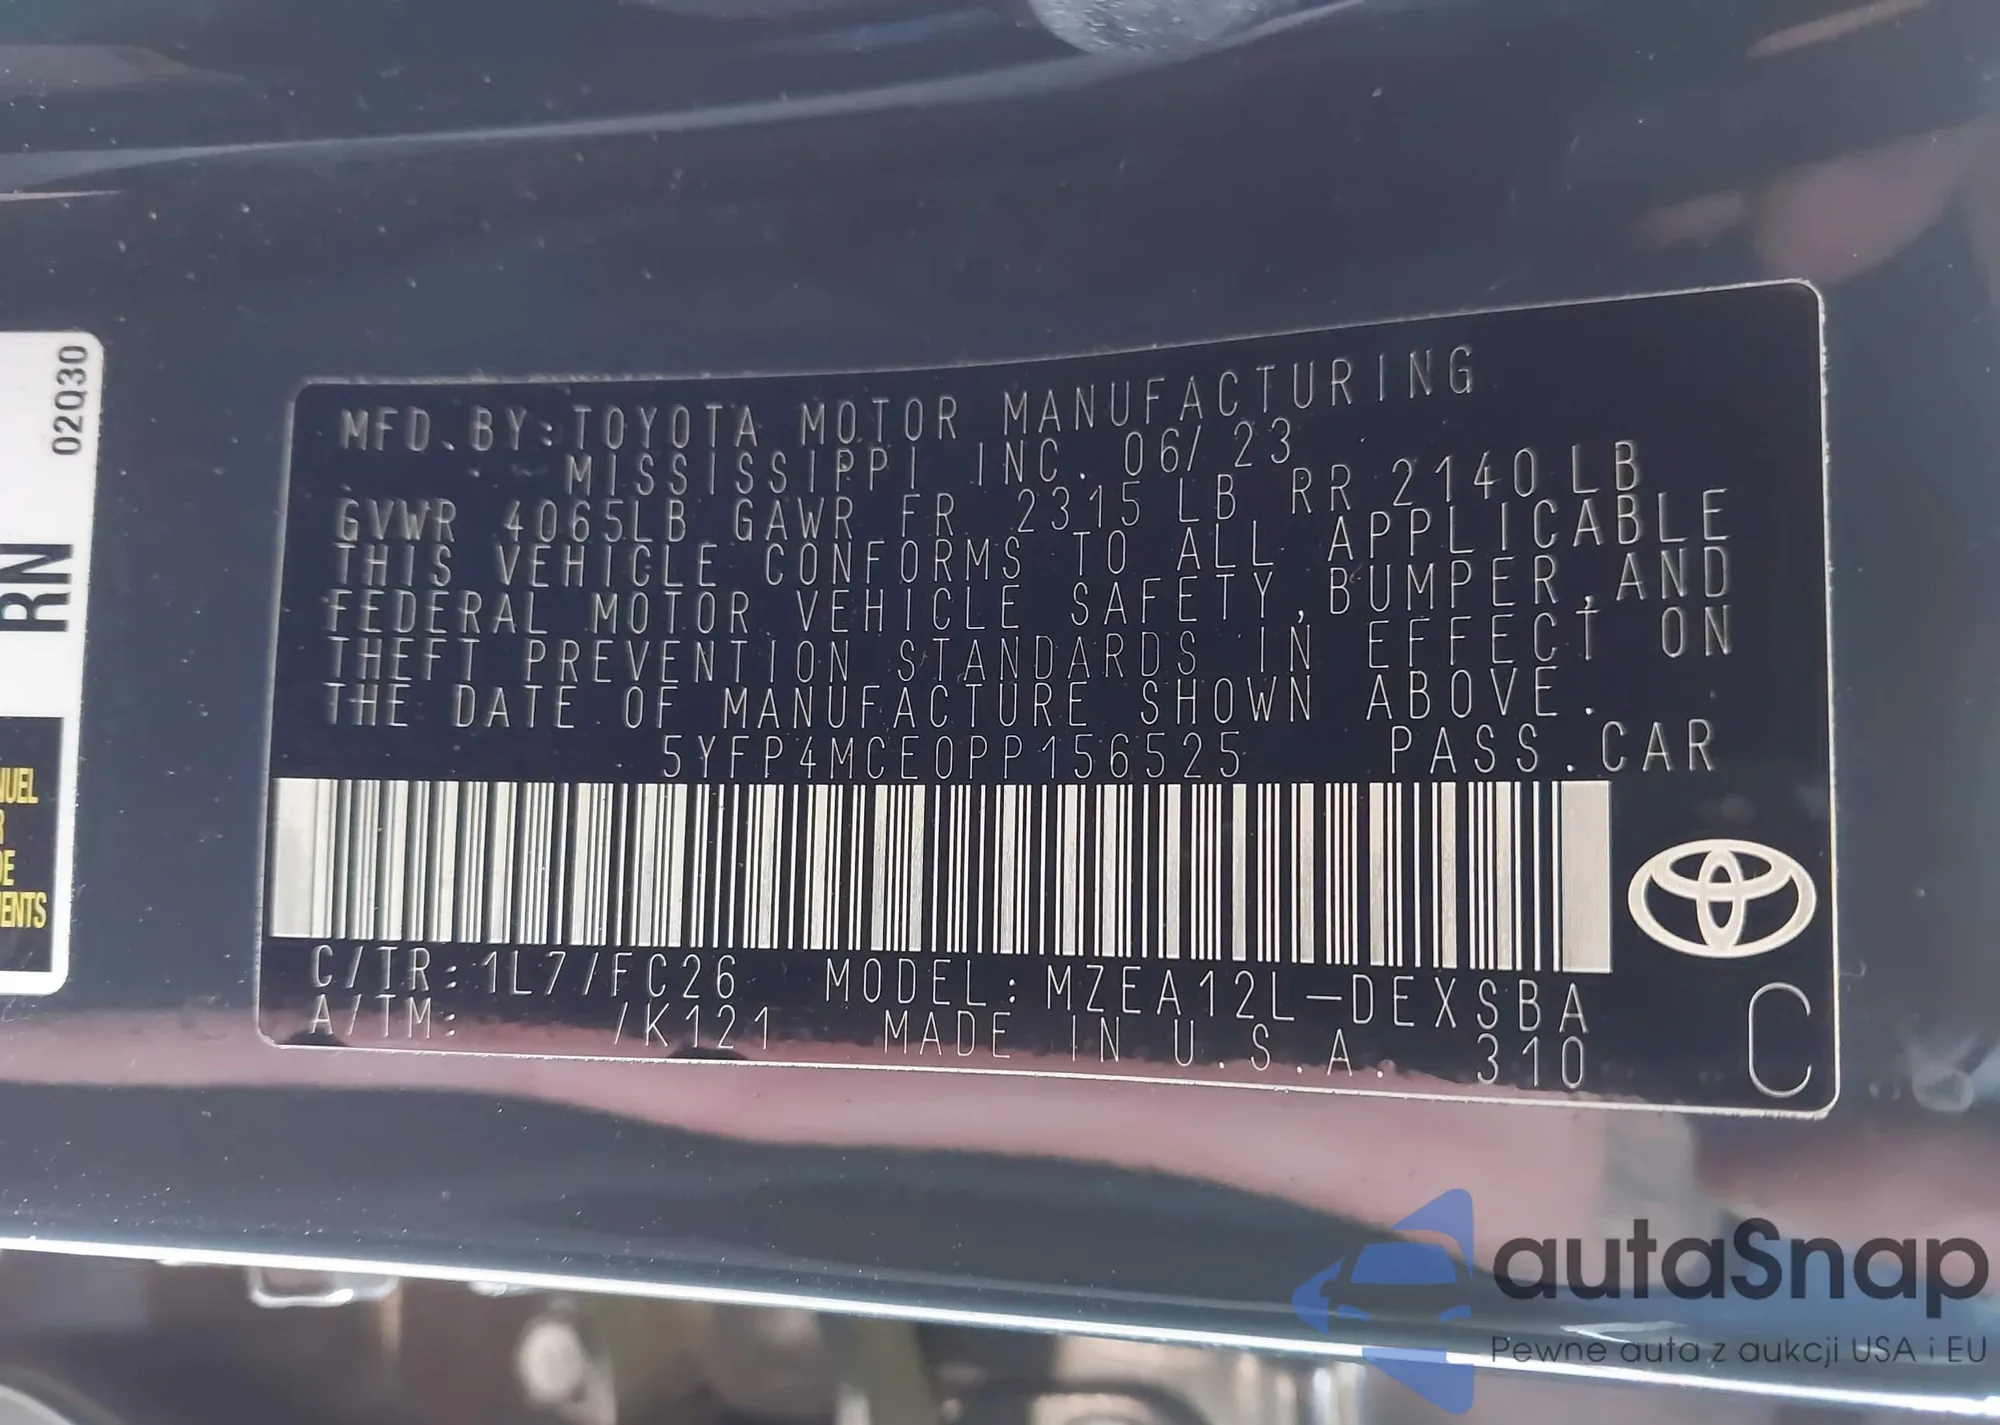 02Q30
RN
NUEL
R
DE
MENTS
MFD.BY:TOYOTA MOTOR MANUFACTURING
MISSISSIPPI INC. 06/23
GVWR 4065LB GAWR FR 2315 LB RR 2140 LB
THIS VEHICLE CONFORMS TO ALL APPLICABLE
FEDERAL MOTOR VEHICLE SAFETY,BUMPER,AND
THEFT PREVENTION STANDARDS IN EFFECT ON
THE DATE OF MANUFACTURE SHOWN ABOVE.
5YFP4MCE0PP156525 PASS.CAR
C/TR:1L7/FC26 MODEL:MZEA12L-DEXSBA
A/TM: /K121 MADE IN U.S.A. 310
C
autaSnap
Pewne auta z aukcji USA i EU